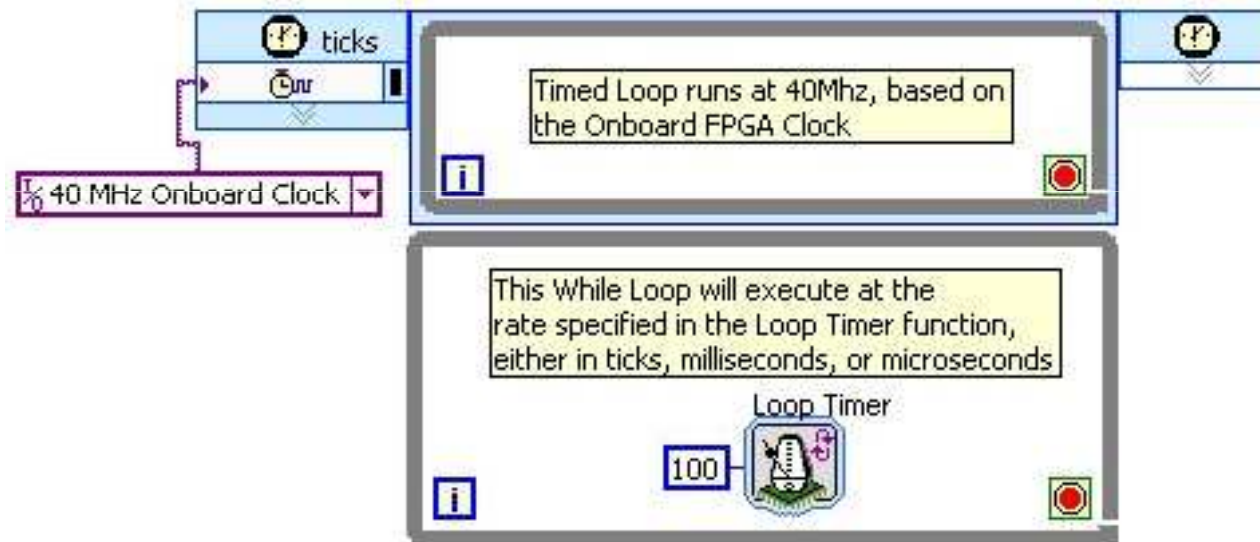 ticks
Timed Loop runs at 40Mhz, based on
the Onboard FPGA Clock
i
I/O 40 MHz Onboard Clock
This While Loop will execute at the
rate specified in the Loop Timer function,
either in ticks, milliseconds, or microseconds
Loop Timer
100
i